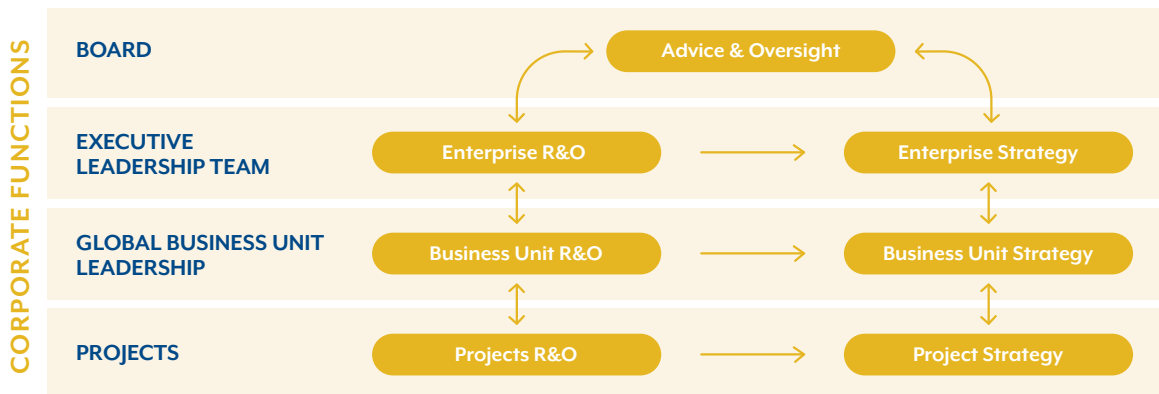 CORPORATE FUNCTIONS
BOARD
Advice & Oversight
EXECUTIVE
LEADERSHIP TEAM
Enterprise R&O
Enterprise Strategy
GLOBAL BUSINESS UNIT
LEADERSHIP
Business Unit R&O
Business Unit Strategy
PROJECTS
Projects R&O
Project Strategy